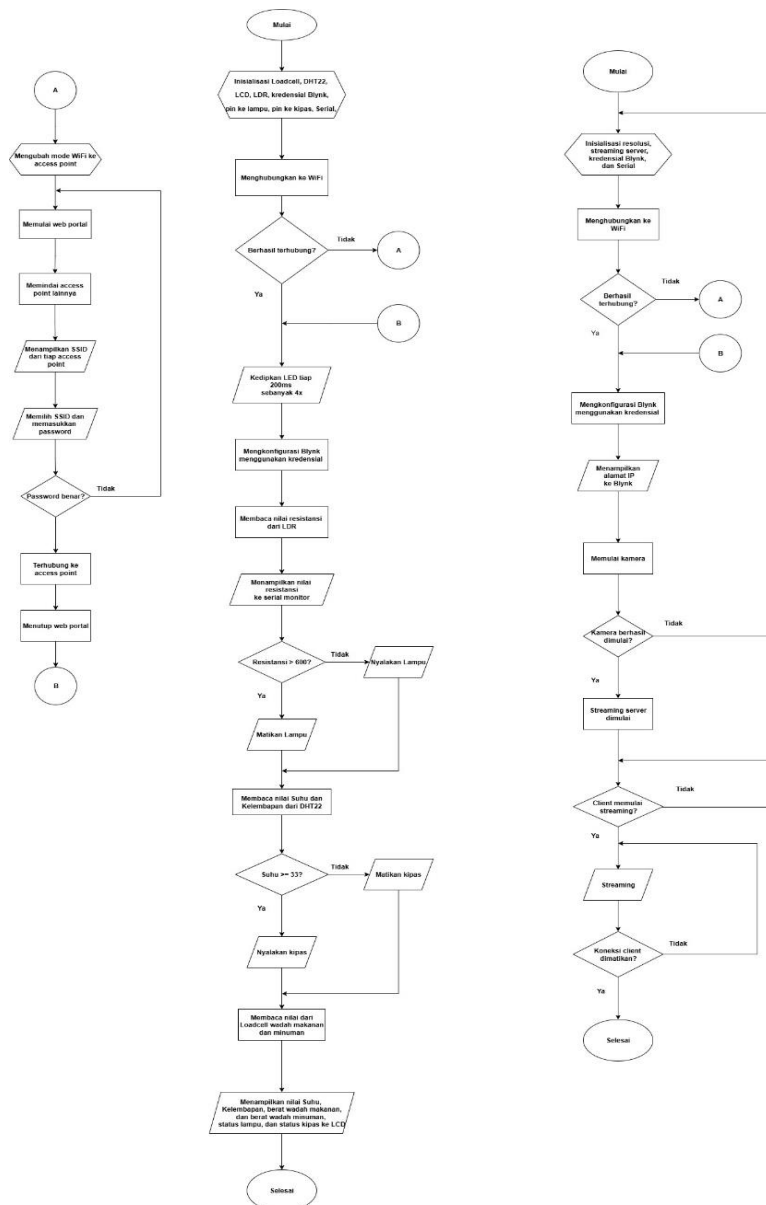 A
Mengubah mode WiFi ke
access point
Memulai web portal
Memindai access
point lainnya
Menampilkan SSID
dari tiap access
point
Memilih SSID dan
memasukkan
password
Password benar?
Tidak
Terhubung ke
access point
Menutup web portal
B
Mulai
Inisialisasi Loadcell, DHT22,
LCD, LDR, kredensial Blynk,
pin ke lampu, pin ke kipas, Serial,
Menghubungkan ke WiFi
Berhasil terhubung?
Tidak
A
Ya
B
Kedipkan LED tiap
200ms
sebanyak 4x
Mengkonfigurasi Blynk
menggunakan kredensial
Membaca nilai resistansi
dari LDR
Menampilkan nilai
resistansi
ke serial monitor
Resistansi > 600?
Tidak
Nyalakan Lampu
Ya
Matikan Lampu
Membaca nilai Suhu dan
Kelembapan dari DHT22
Suhu >= 33?
Tidak
Matikan kipas
Ya
Nyalakan kipas
Membaca nilai dari
Loadcell wadah makanan
dan minuman
Menampilkan nilai Suhu,
Kelembapan, berat wadah makanan,
dan berat wadah minuman,
status lampu, dan status kipas ke LCD
Selesai
Mulai
Inisialisasi resolusi,
streaming server,
kredensial Blynk,
dan Serial
Menghubungkan ke
WiFi
Berhasil
terhubung?
Tidak
A
Ya
B
Mengkonfigurasi Blynk
menggunakan kredensial
Menampilkan
alamat IP
ke Blynk
Memulai kamera
Kamera berhasil
dimulai?
Tidak
Ya
Streaming server
dimulai
Client memulai
streaming?
Tidak
Ya
Streaming
Koneksi client
dimatikan?
Tidak
Ya
Selesai